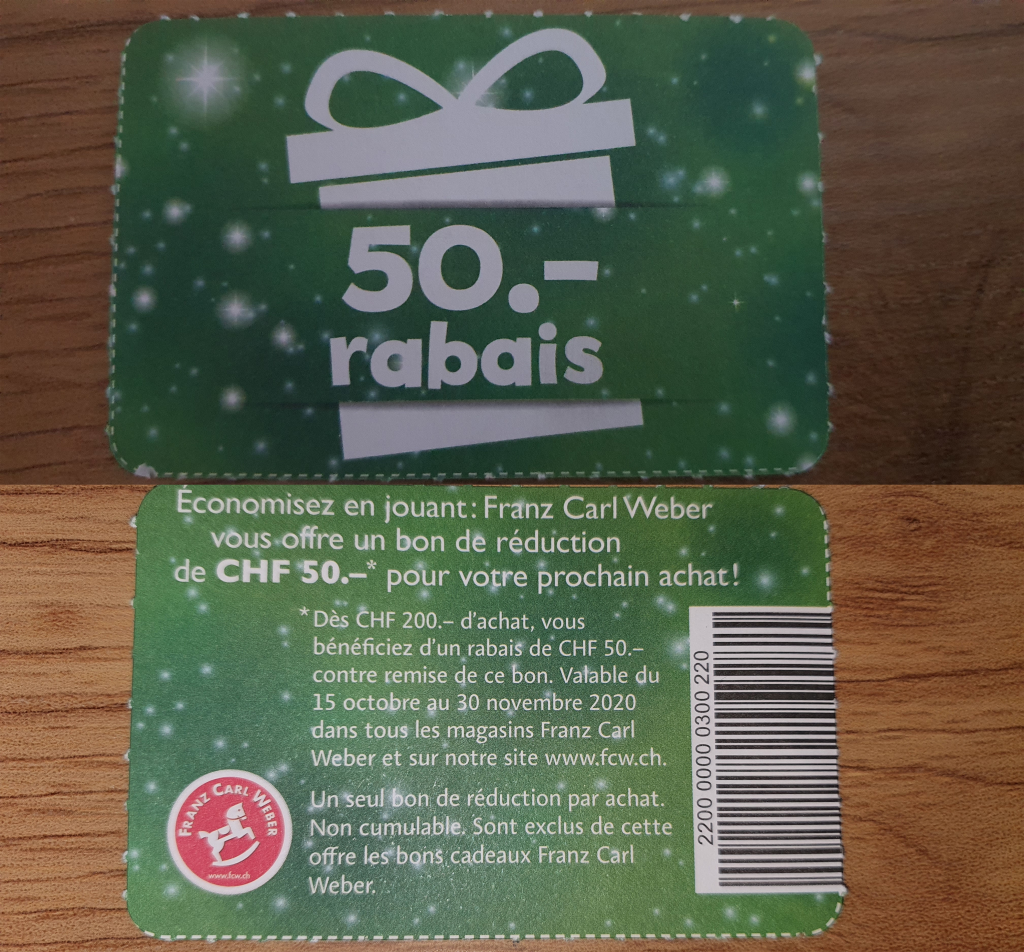 50.–
rabais
Économisez en jouant: Franz Carl Weber
vous offre un bon de réduction
de CHF 50.–* pour votre prochain achat!
*Dès CHF 200.– d'achat, vous
bénéficiez d'un rabais de CHF 50.–
contre remise de ce bon. Valable du
15 octobre au 30 novembre 2020
dans tous les magasins Franz Carl
Weber et sur notre site www.fcw.ch.
Un seul bon de réduction par achat.
Non cumulable. Sont exclus de cette
offre les bons cadeaux Franz Carl
Weber.
FRANZ CARL WEBER
www.fcw.ch
2200 0000 0300 220